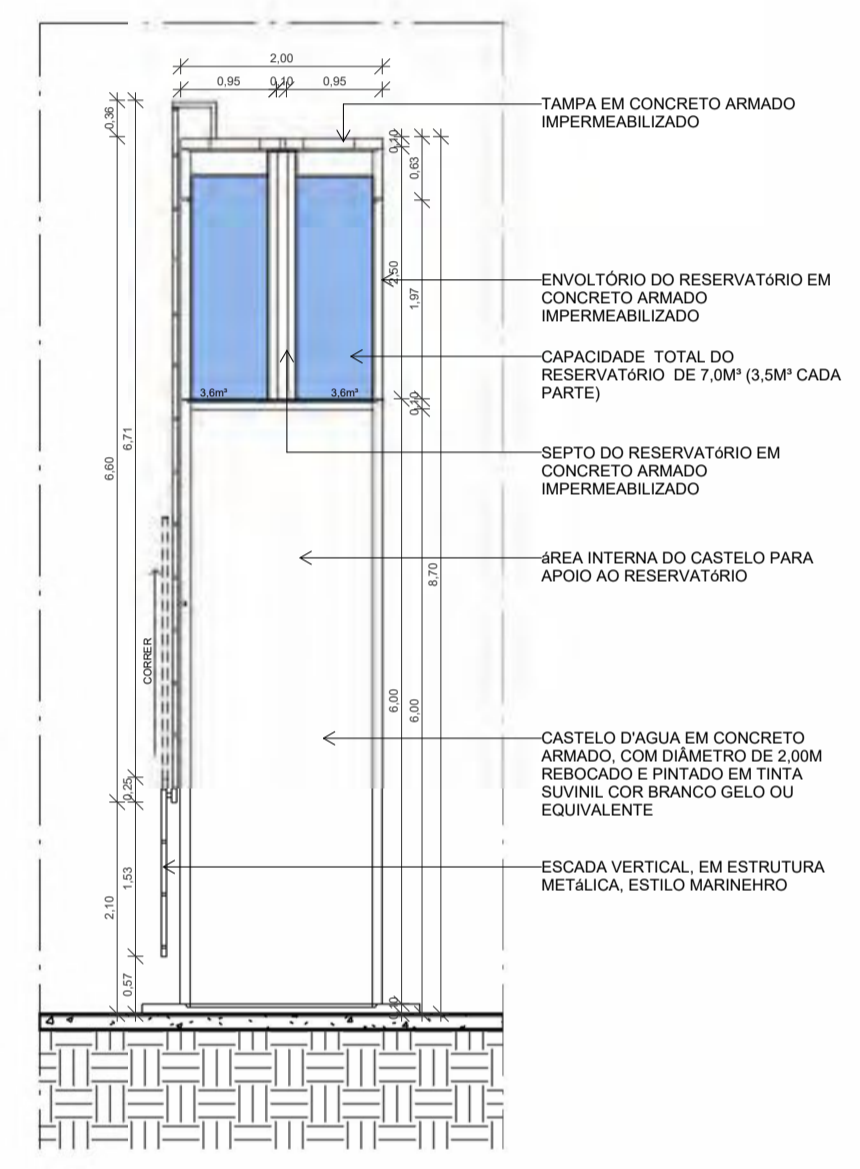 2,00
0,95
0,10
0,95
0,36
0,10
0,63
TAMPA EM CONCRETO ARMADO
IMPERMEABILIZADO
2,50
1,97
ENVOLTÓRIO DO RESERVATóRIO EM
CONCRETO ARMADO
IMPERMEABILIZADO
CAPACIDADE TOTAL DO
RESERVATóRIO DE 7,0M³ (3,5M³ CADA
PARTE)
3,6m³
3,6m³
0,10
6,71
6,60
SEPTO DO RESERVATóRIO EM
CONCRETO ARMADO
IMPERMEABILIZADO
áREA INTERNA DO CASTELO PARA
APOIO AO RESERVATóRIO
8,70
CORRER
6,00
6,00
CASTELO D'AGUA EM CONCRETO
ARMADO, COM DIÂMETRO DE 2,00M
REBOCADO E PINTADO EM TINTA
SUVINIL COR BRANCO GELO OU
EQUIVALENTE
0,25
1,53
2,10
ESCADA VERTICAL, EM ESTRUTURA
METáLICA, ESTILO MARINEHRO
0,57
0,10